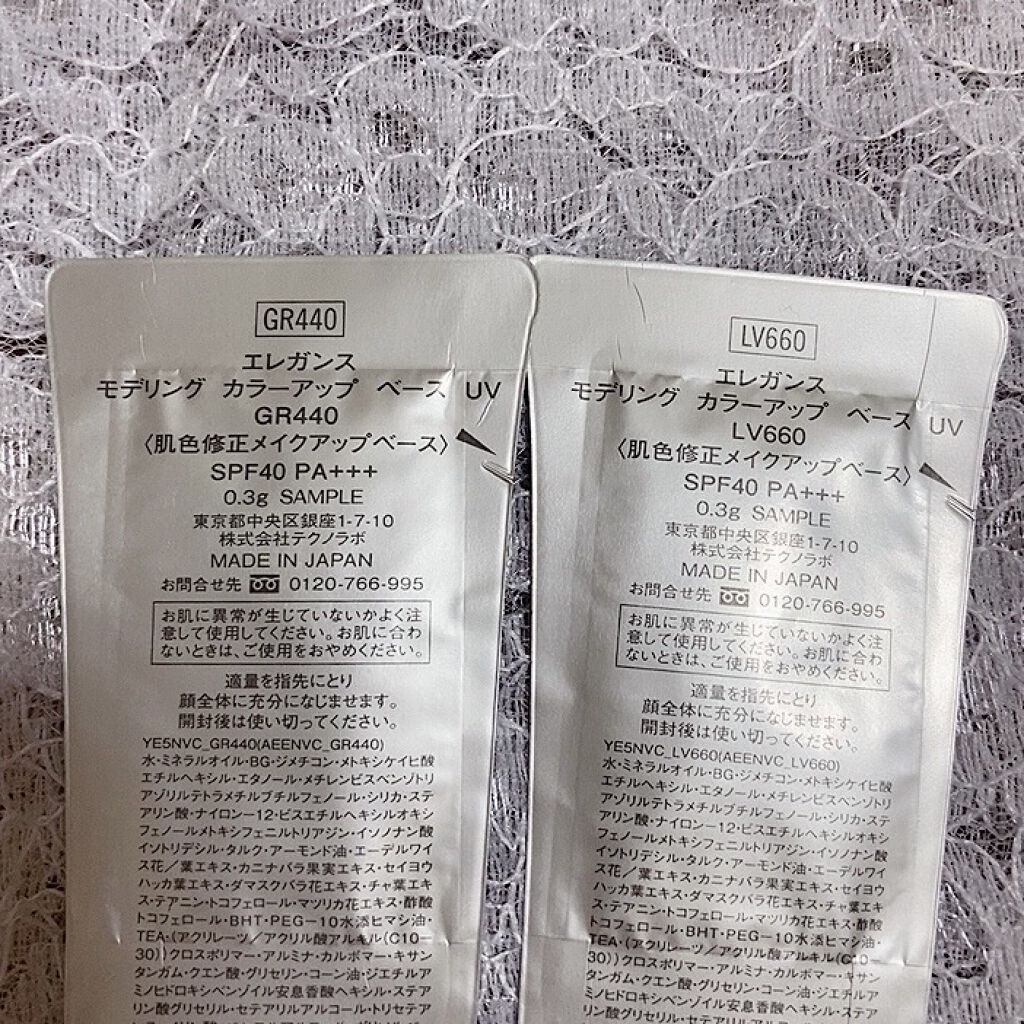 GR440
エレガンス
モデリング カラーアップ ベース UV
GR440
〈肌色修正メイクアップベース〉
SPF40 PA+++
0.3g SAMPLE
東京都中央区銀座1-7-10
株式会社テクノラボ
MADE IN JAPAN
お問合せ先 0120-766-995
お肌に異常が生じていないかよく注
意して使用してください。お肌に合わ
ないときは、ご使用をおやめください。
適量を指先にとり
顔全体に充分になじませます。
開封後は使い切ってください。
YE5NVC_GR440(AEENVC_GR440)
水・ミネラルオイル・BG・ジメチコン・メトキシケイヒ酸
エチルヘキシル・エタノール・メチレンビスベンゾトリ
アゾリルテトラメチルブチルフェノール・シリカ・ステ
アリン酸・ナイロン−12・ビスエチルヘキシルオキシ
フェノールメトキシフェニルトリアジン・イソノナン酸
イソトリデシル・タルク・アーモンド油・エーデルワイ
ス花/葉エキス・カニナバラ果実エキス・セイヨウ
ハッカ葉エキス・ダマスクバラ花エキス・チャ葉エキ
ス・テアニン・トコフェロール・マツリカ花エキス・酢酸
トコフェロール・BHT・PEG−10水添ヒマシ油・
TEA・(アクリレーツ/アクリル酸アルキル(C10−
30))クロスポリマー・アルミナ・カルボマー・キサン
タンガム・クエン酸・グリセリン・コーン油・ジエチルア
ミノヒドロキシベンゾイル安息香酸ヘキシル・ステア
リン酸グリセリル・セテアリルアルコール・トリセテア
LV660
エレガンス
モデリング カラーアップ ベース UV
LV660
〈肌色修正メイクアップベース〉
SPF40 PA+++
0.3g SAMPLE
東京都中央区銀座1-7-10
株式会社テクノラボ
MADE IN JAPAN
お問合せ先 0120-766-995
お肌に異常が生じていないかよく注
意して使用してください。お肌に合わ
ないときは、ご使用をおやめください。
適量を指先にとり
顔全体に充分になじませます。
開封後は使い切ってください。
YE5NVC_LV660(AEENVC_LV660)
水・ミネラルオイル・BG・ジメチコン・メトキシケイヒ酸
エチルヘキシル・エタノール・メチレンビスベンゾトリ
アゾリルテトラメチルブチルフェノール・シリカ・ステ
アリン酸・ナイロン−12・ビスエチルヘキシルオキシ
フェノールメトキシフェニルトリアジン・イソノナン酸
イソトリデシル・タルク・アーモンド油・エーデルワイ
ス花/葉エキス・カニナバラ果実エキス・セイヨウ
ハッカ葉エキス・ダマスクバラ花エキス・チャ葉エキ
ス・テアニン・トコフェロール・マツリカ花エキス・酢酸
トコフェロール・BHT・PEG−10水添ヒマシ油・
TEA・(アクリレーツ/アクリル酸アルキル(C10−
30))クロスポリマー・アルミナ・カルボマー・キサン
タンガム・クエン酸・グリセリン・コーン油・ジエチルア
ミノヒドロキシベンゾイル安息香酸ヘキシル・ステア
リン酸グリセリル・セテアリルアルコール・トリセテア